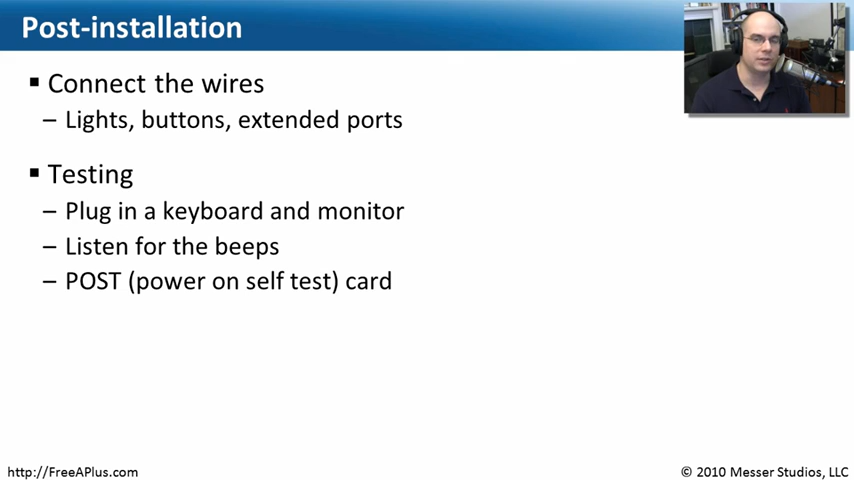 Post-installation
▪ Connect the wires
– Lights, buttons, extended ports
▪ Testing
– Plug in a keyboard and monitor
– Listen for the beeps
– POST (power on self test) card
http://FreeAPlus.com
© 2010 Messer Studios, LLC